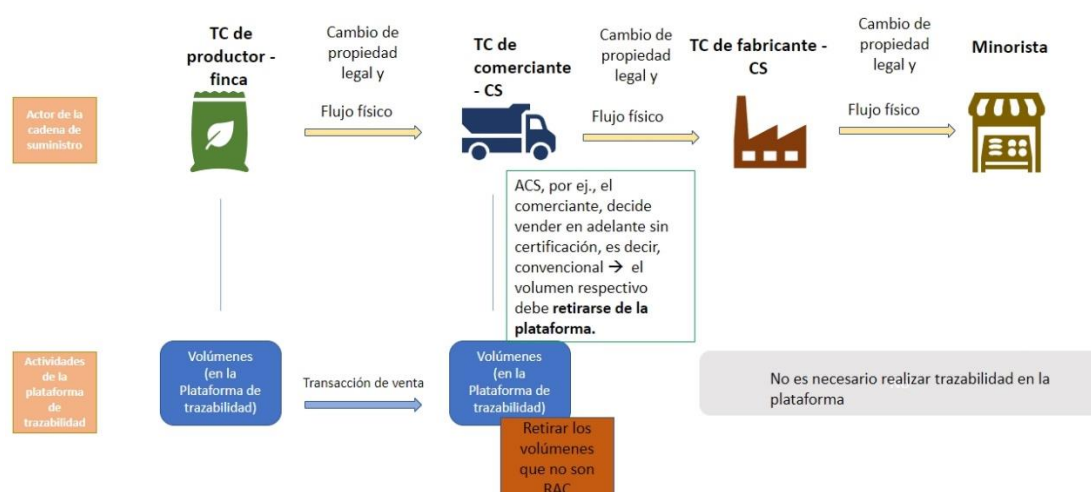 TC de
productor -
finca
Cambio de
propiedad
legal y
Flujo físico
TC de
comerciante
- CS
Cambio de
propiedad
legal y
Flujo físico
TC de fabricante -
CS
Cambio de
propiedad
legal y
Flujo físico
Minorista
Actor de la
cadena de
suministro
ACS, por ej., el
comerciante, decide
vender en adelante sin
certificación, es decir,
convencional → el
volumen respectivo
debe retirarse de la
plataforma.
Actividades
de la
plataforma
de
trazabilidad
Volúmenes
(en la
Plataforma de
trazabilidad)
Transacción de venta
Volúmenes
(en la
Plataforma de
trazabilidad)
Retirar los
volúmenes
que no son
RAC
No es necesario realizar trazabilidad en la
plataforma